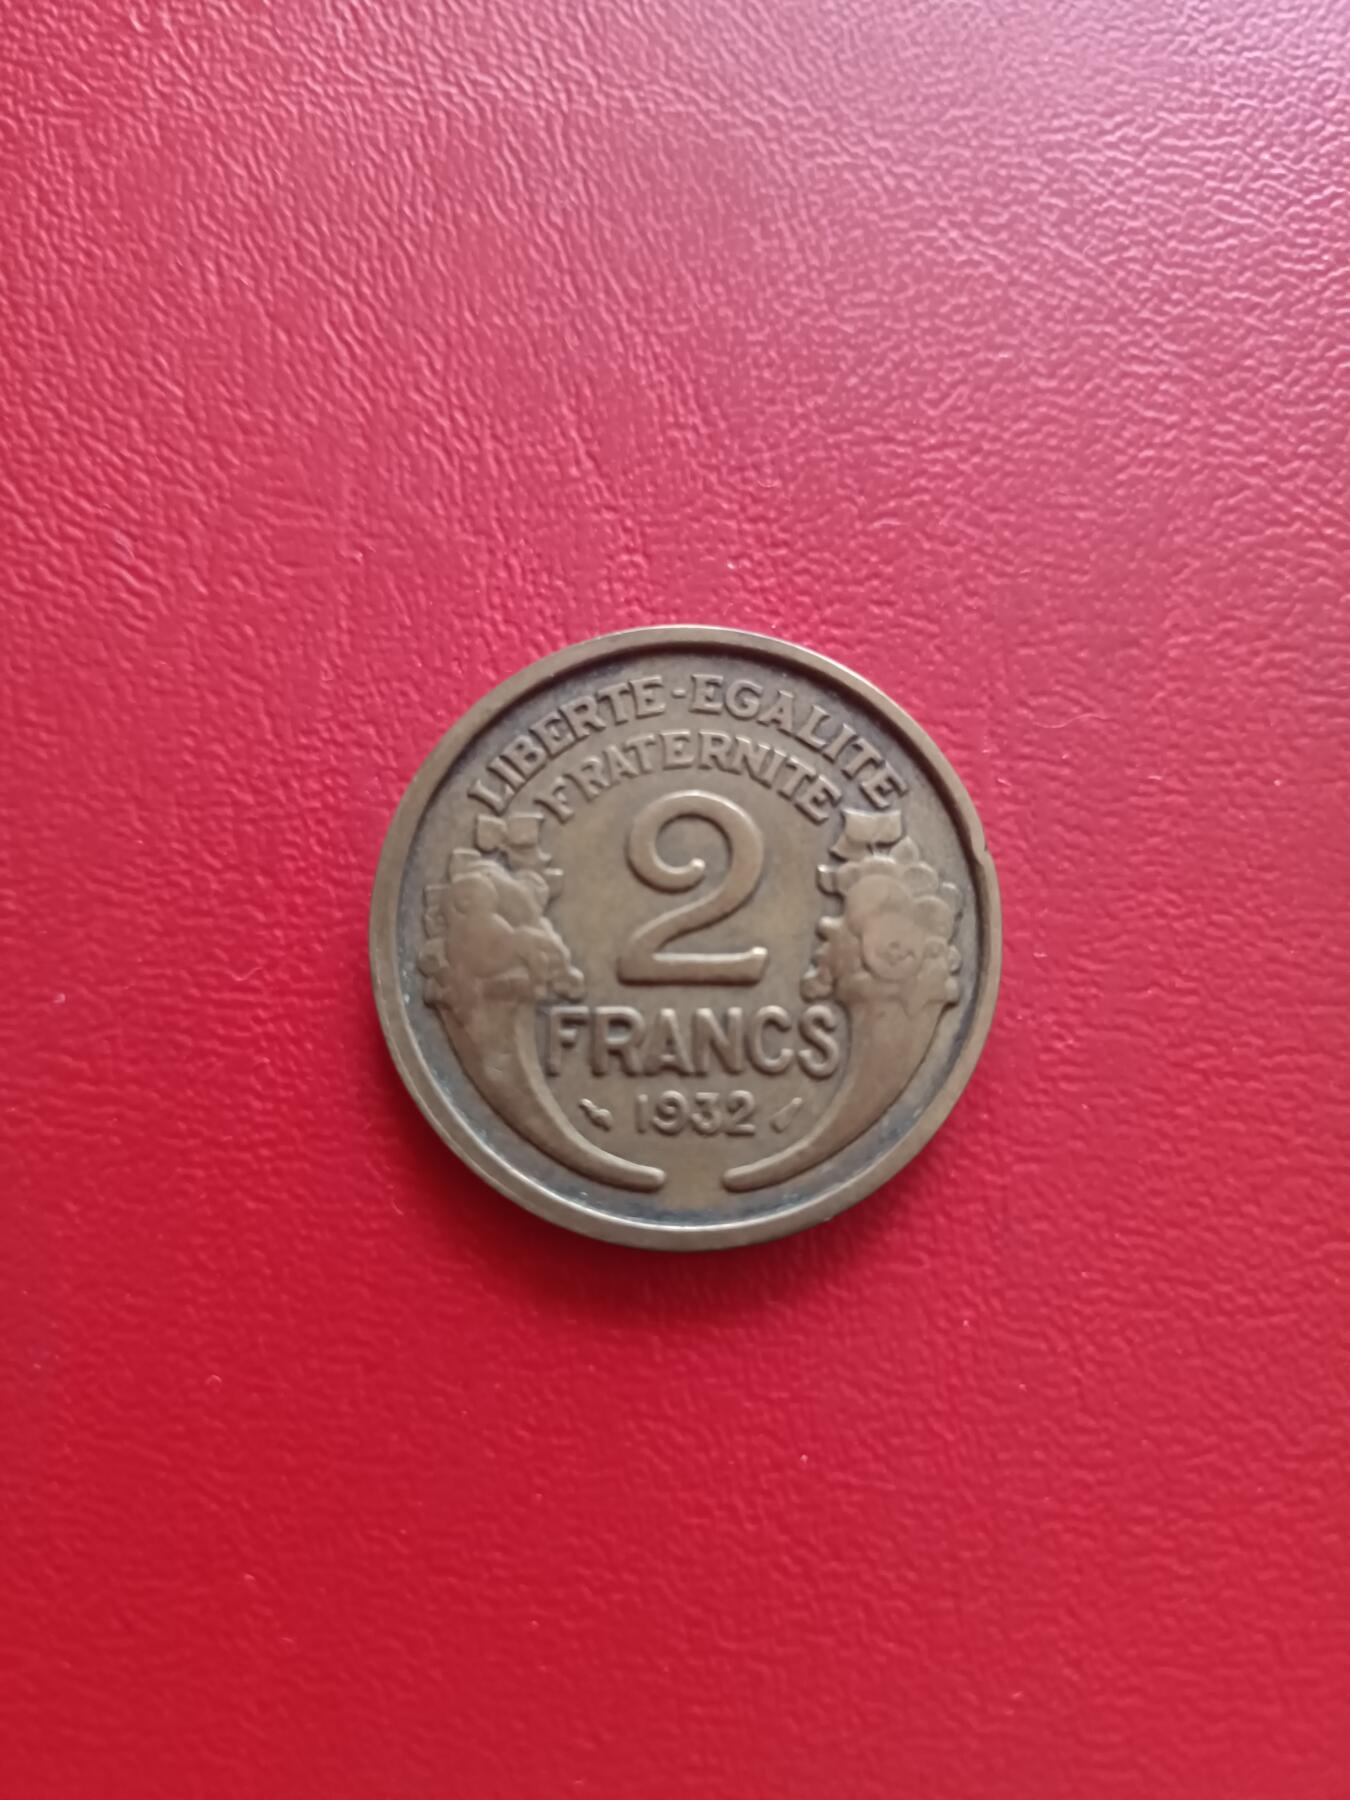 LIBERTE-EGALITE
FRATERNITE
2
FRANCS
1932